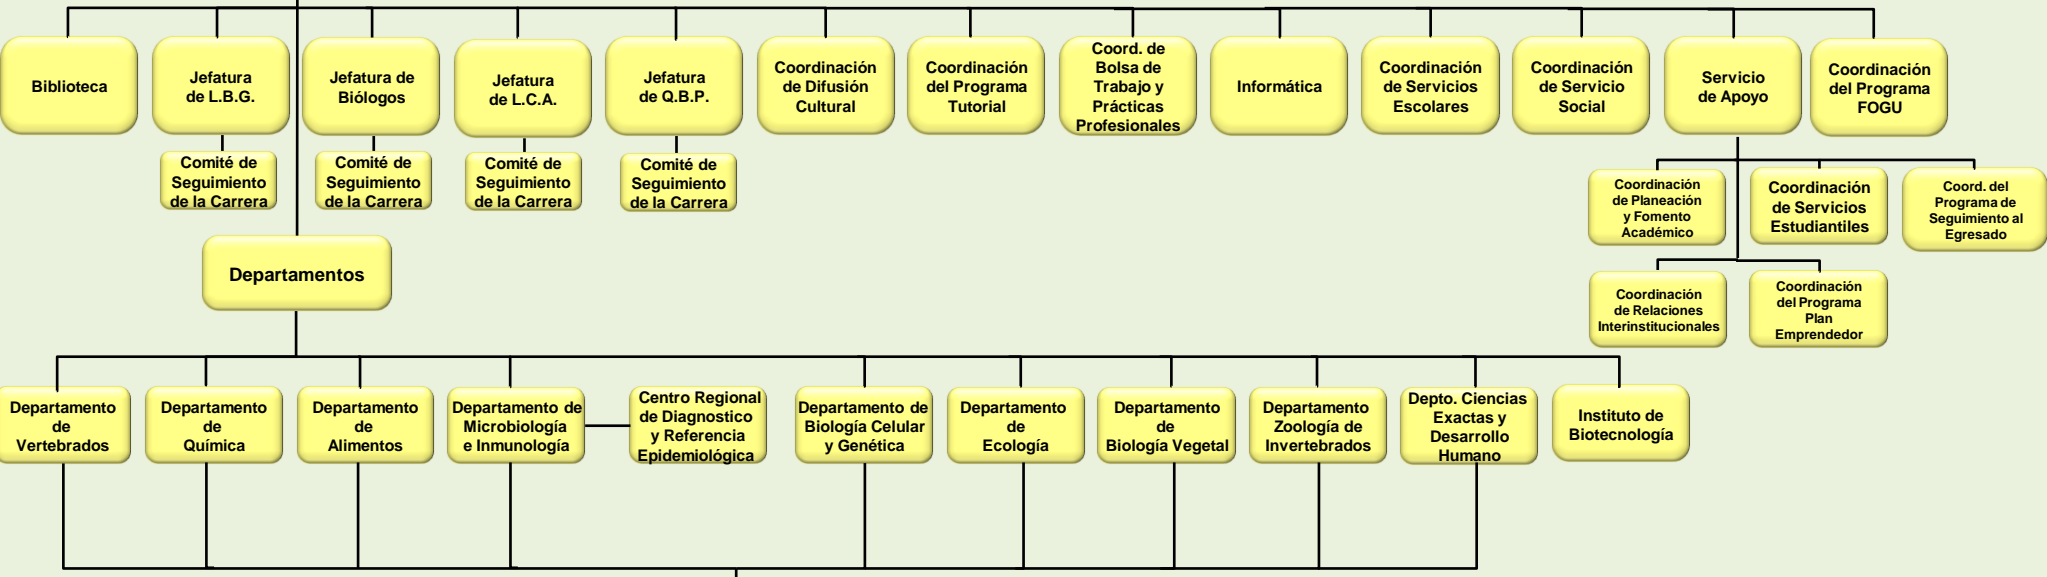 Biblioteca
Jefatura
de L.B.G.
Jefatura de
Biólogos
Jefatura
de L.C.A.
Jefatura
de Q.B.P.
Coordinación
de Difusión
Cultural
Coordinación
del Programa
Tutorial
Coord. de
Bolsa de
Trabajo y
Prácticas
Profesionales
Informática
Coordinación
de Servicios
Escolares
Coordinación
de Servicio
Social
Servicio
de Apoyo
Coordinación
del Programa
FOGU
Comité de
Seguimiento
de la Carrera
Comité de
Seguimiento
de la Carrera
Comité de
Seguimiento
de la Carrera
Comité de
Seguimiento
de la Carrera
Coordinación
de Planeación
y Fomento
Académico
Coordinación
de Servicios
Estudiantiles
Coord. del
Programa de
Seguimiento al
Egresado
Departamentos
Coordinación
de Relaciones
Interinstitucionales
Coordinación
del Programa
Plan
Emprendedor
Departamento
de
Vertebrados
Departamento
de
Química
Departamento
de
Alimentos
Departamento de
Microbiología
e Inmunología
Centro Regional
de Diagnostico
y Referencia
Epidemiológica
Departamento de
Biología Celular
y Genética
Departamento
de
Ecología
Departamento
de
Biología Vegetal
Departamento
Zoología de
Invertebrados
Depto. Ciencias
Exactas y
Desarrollo
Humano
Instituto de
Biotecnología